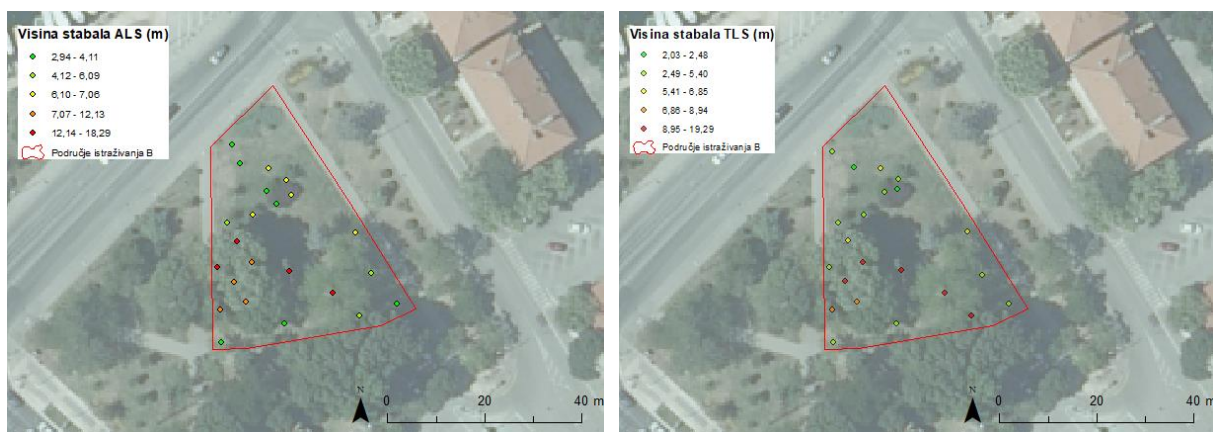 Visina stabala ALS (m)
2,94 - 4,11
4,12 - 6,09
6,10 - 7,06
7,07 - 12,13
12,14 - 18,29
Područje istraživanja B
N
0 20 40 m
Visina stabala TLS (m)
2,03 - 2,48
2,49 - 5,40
5,41 - 6,85
6,86 - 8,94
8,95 - 19,29
Područje istraživanja B
N
0 20 40 m